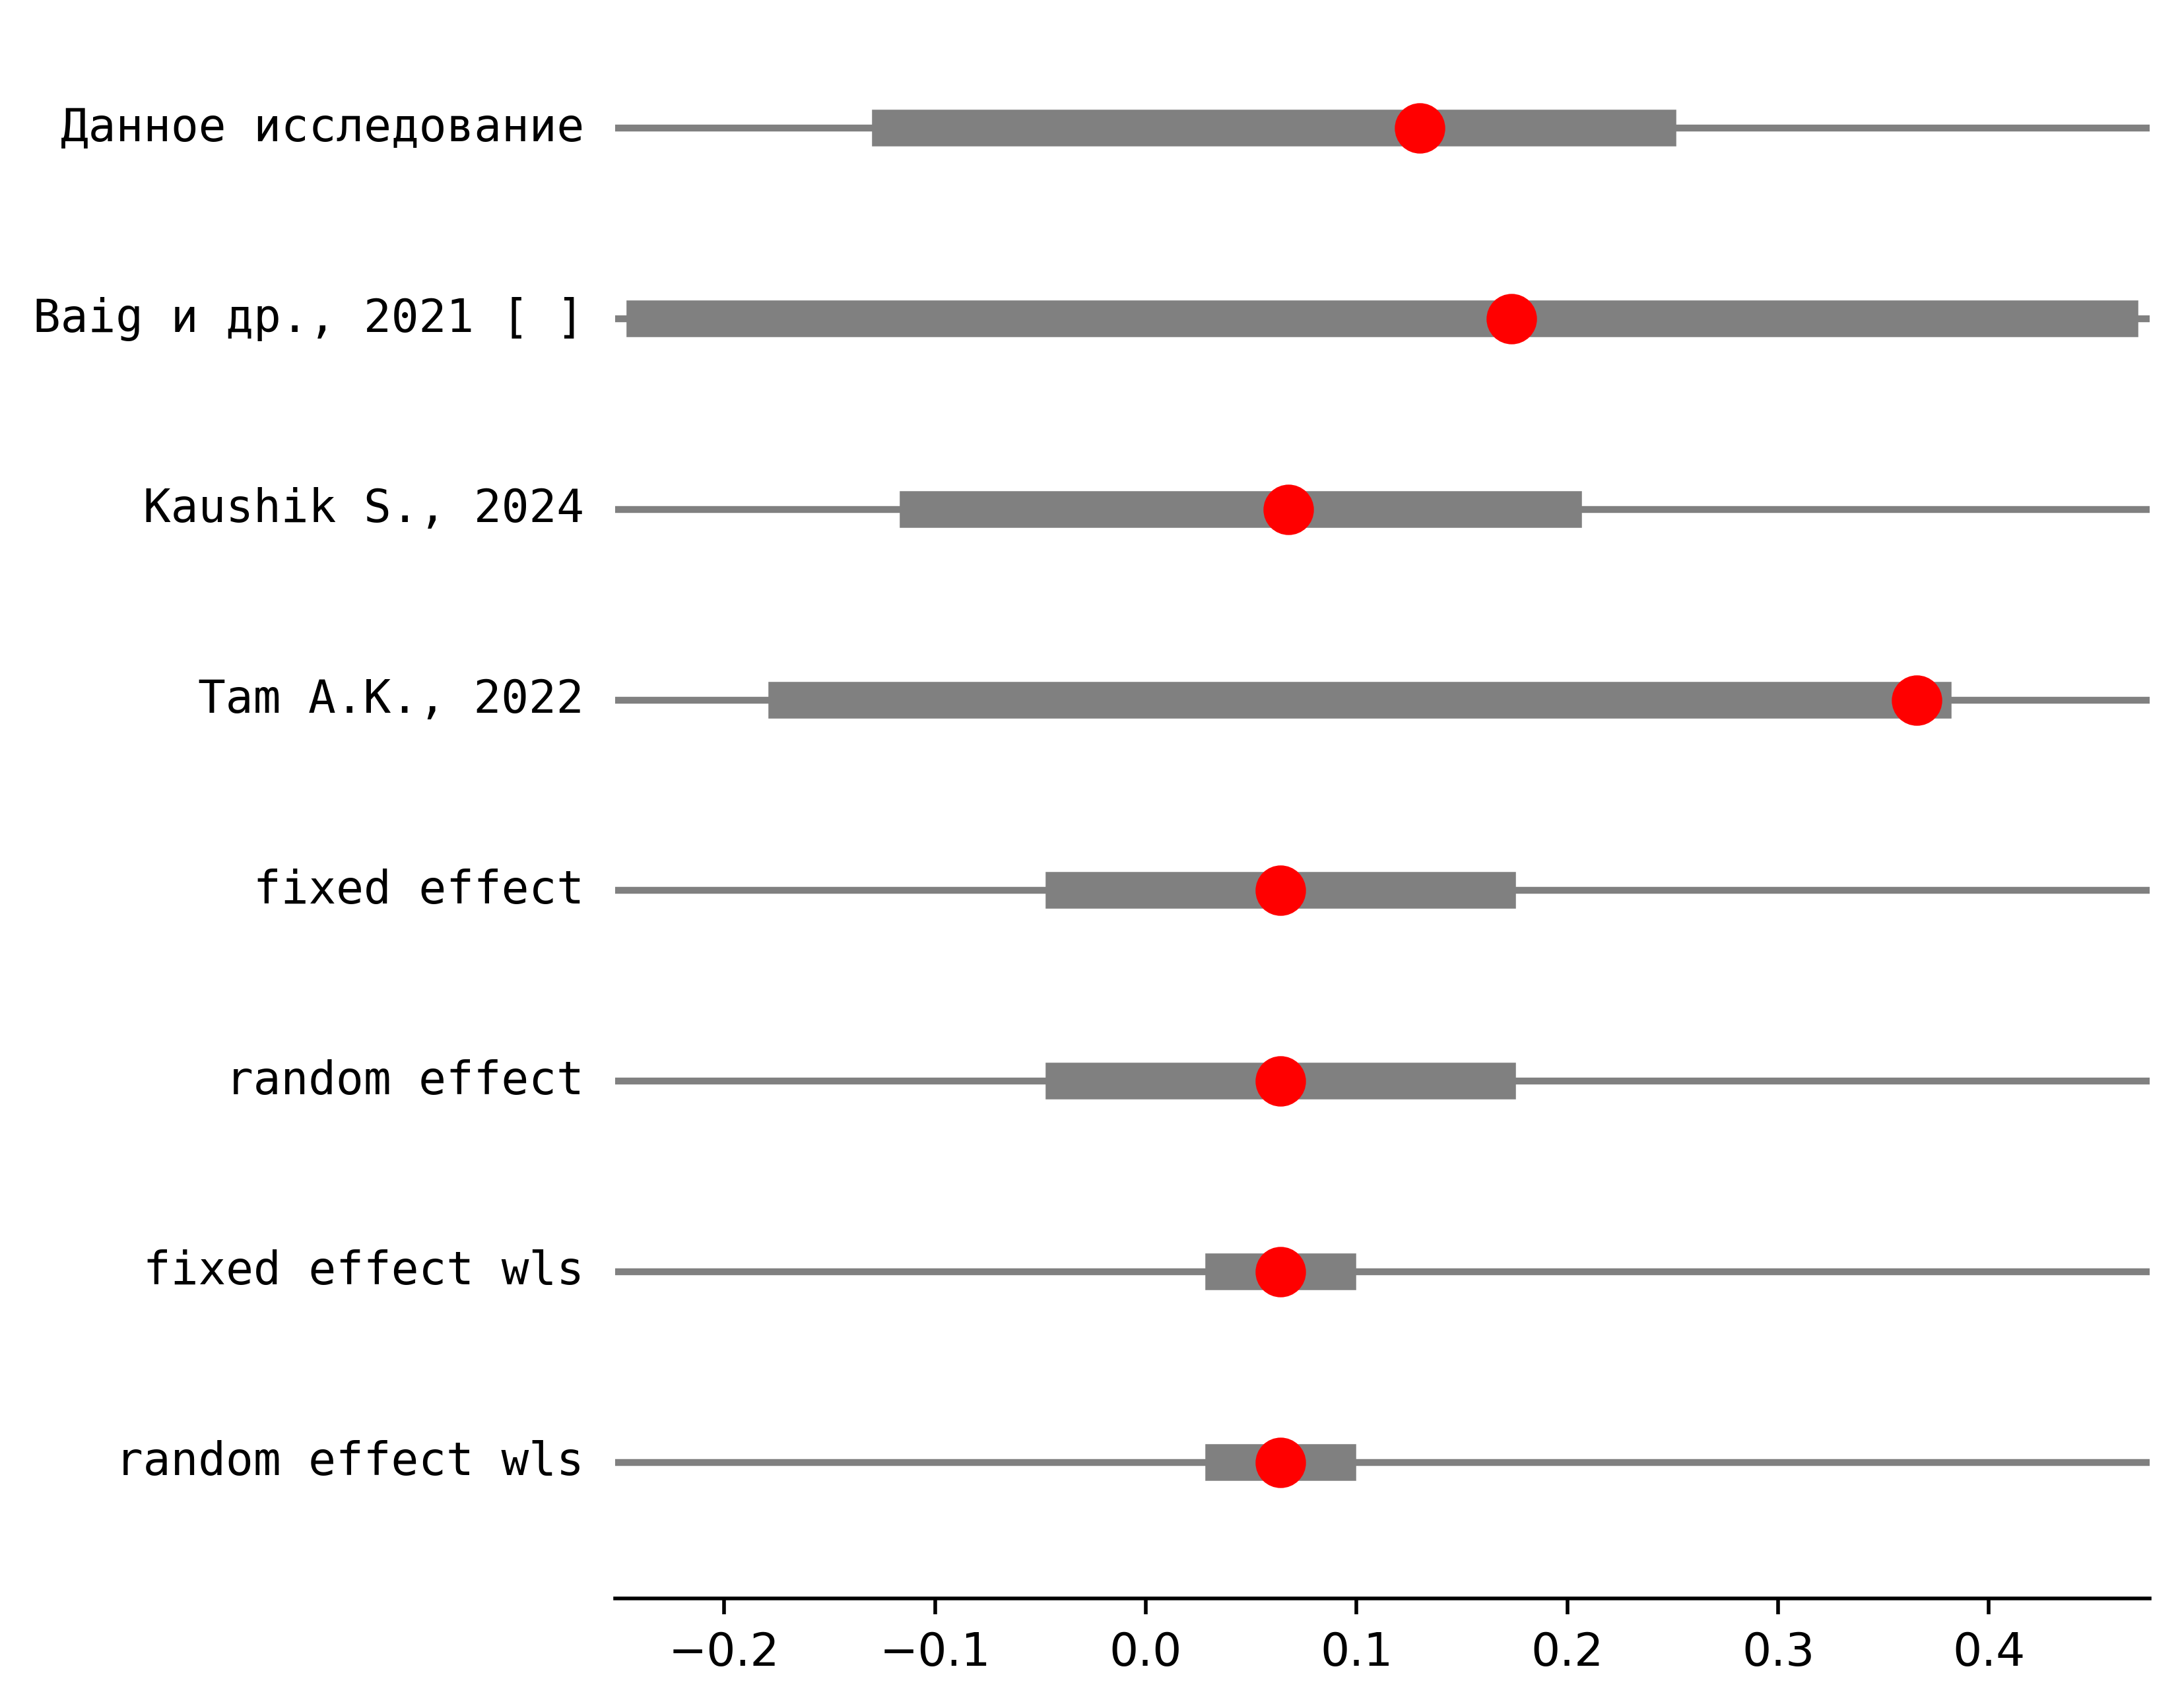 Данное исследование
Baig и др., 2021 [ ]
Kaushik S., 2024
Tam A.K., 2022
fixed effect
random effect
fixed effect wls
random effect wls
−0.2 −0.1 0.0 0.1 0.2 0.3 0.4